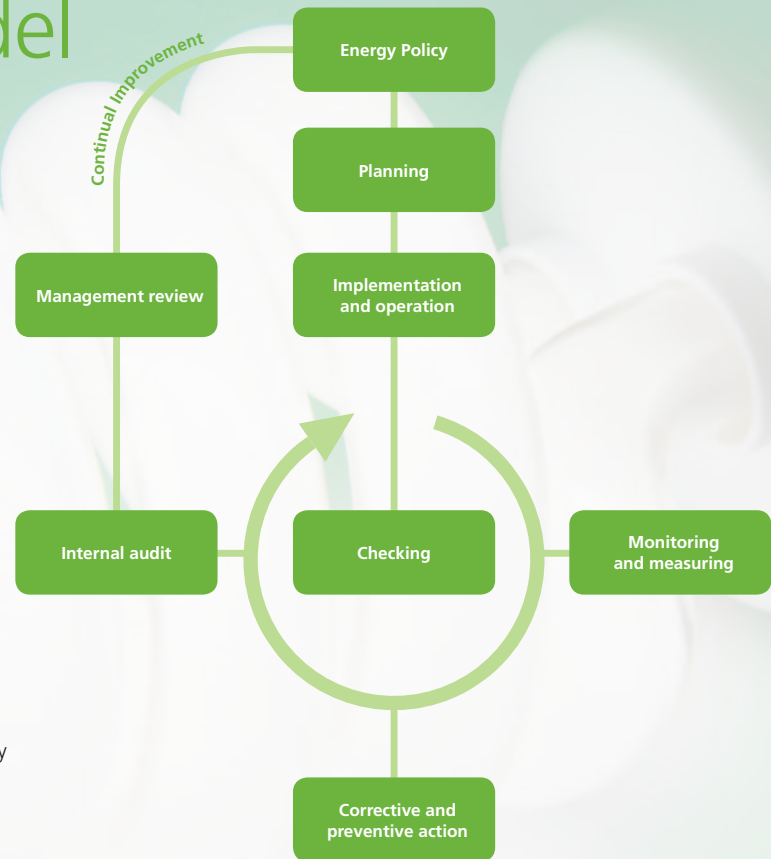 del
Continual Improvement
Energy Policy
Planning
Management review
Implementation
and operation
Internal audit
Checking
Monitoring
and measuring
y
Corrective and
preventive action